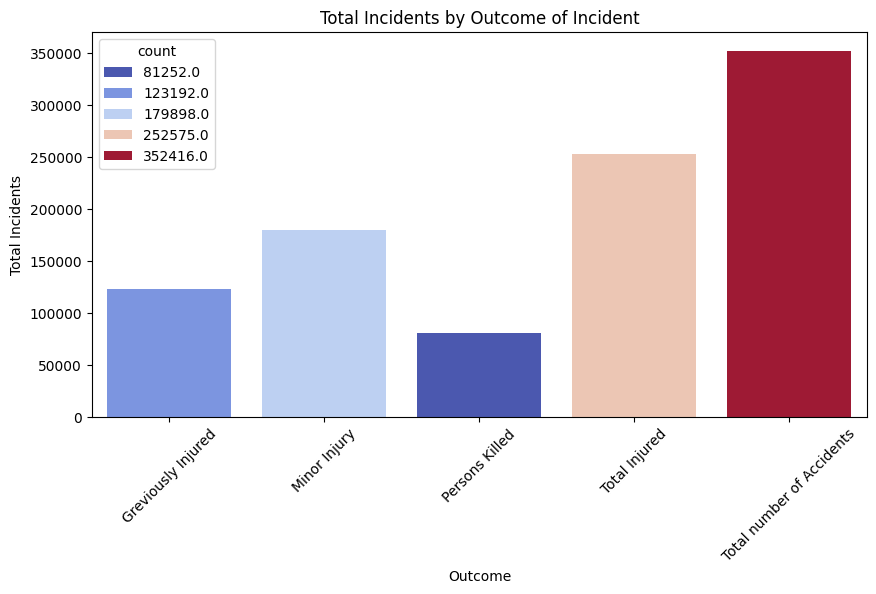 Total Incidents by Outcome of Incident
count
81252.0
123192.0
179898.0
252575.0
352416.0
Total Incidents
350000
300000
250000
200000
150000
100000
50000
0
Greviously Injured
Minor Injury
Persons Killed
Total Injured
Total number of Accidents
Outcome